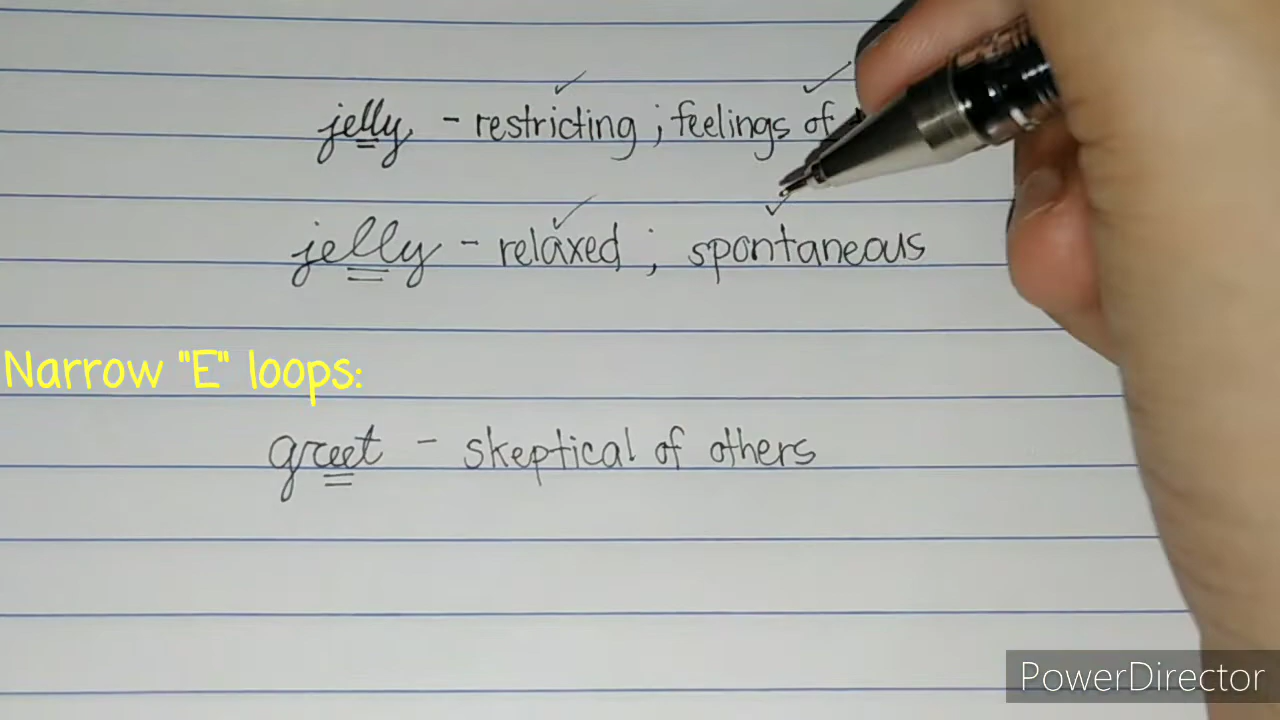 jelly - restricting ; feelings of
jelly - relaxed ; spontaneous
Narrow "E" loops:
greet - skeptical of others
PowerDirector